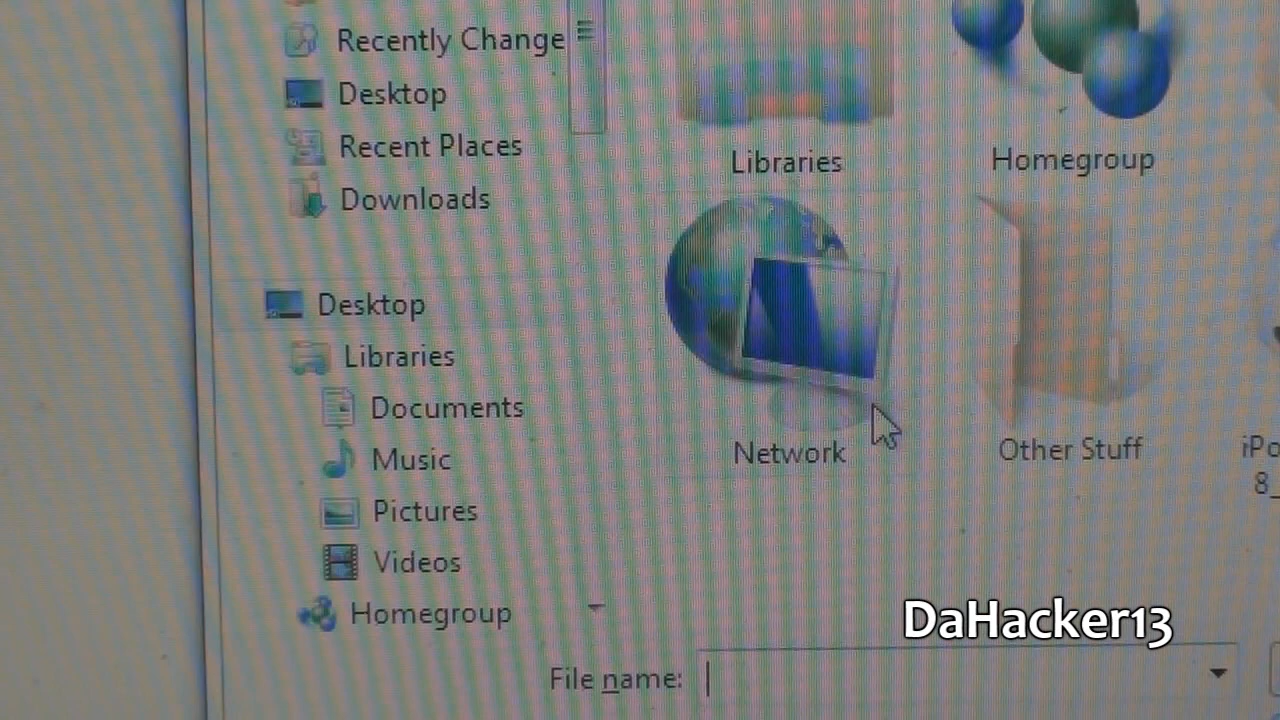 Recently Change
Desktop
Recent Places
Downloads
Desktop
Libraries
Documents
Music
Pictures
Videos
Homegroup
Libraries
Homegroup
Network
Other Stuff
iPo
8_
DaHacker13
File name: